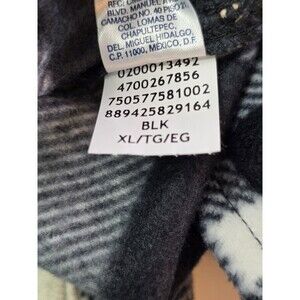 BLVD. MANUEL A
CAMACHO NO. 40 PISO 21
COL. LOMAS DE
CHAPULTEPEC,
DEL. MIGUEL HIDALGO,
C.P. 11000, MÉXICO, D.F.
0200013492
4700267856
750577581002
889425829164
BLK
XL/TG/EG